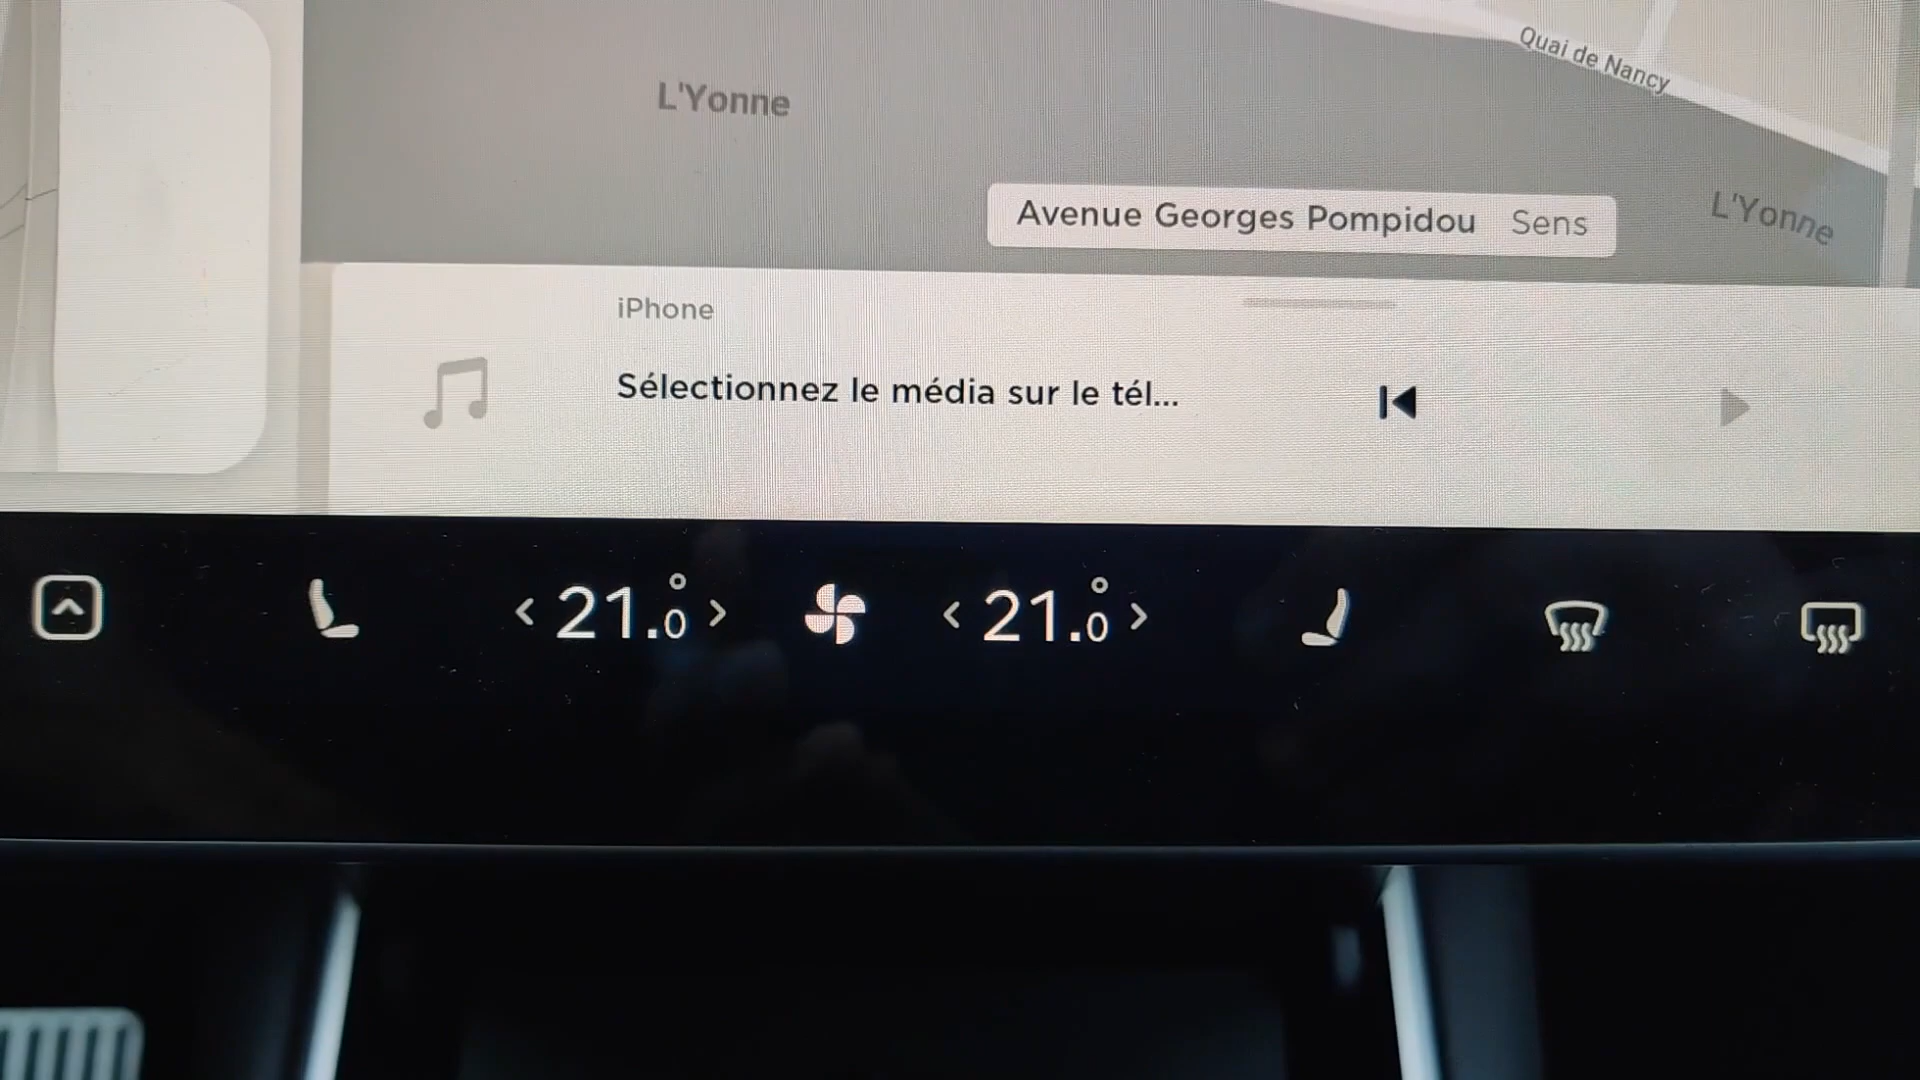 Quai de Nancy
L'Yonne
Avenue Georges Pompidou Sens
L'Yonne
iPhone
Sélectionnez le média sur le tél...
< 21.0° > < 21.0° >